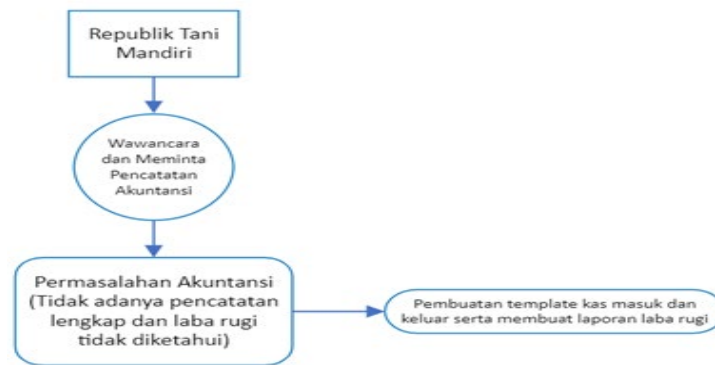 Republik Tani
Mandiri
Wawancara
dan Meminta
Pencatatan
Akuntansi
Permasalahan Akuntansi
(Tidak adanya pencatatan
lengkap dan laba rugi
tidak diketahui)
Pembuatan template kas masuk dan
keluar serta membuat laporan laba rugi